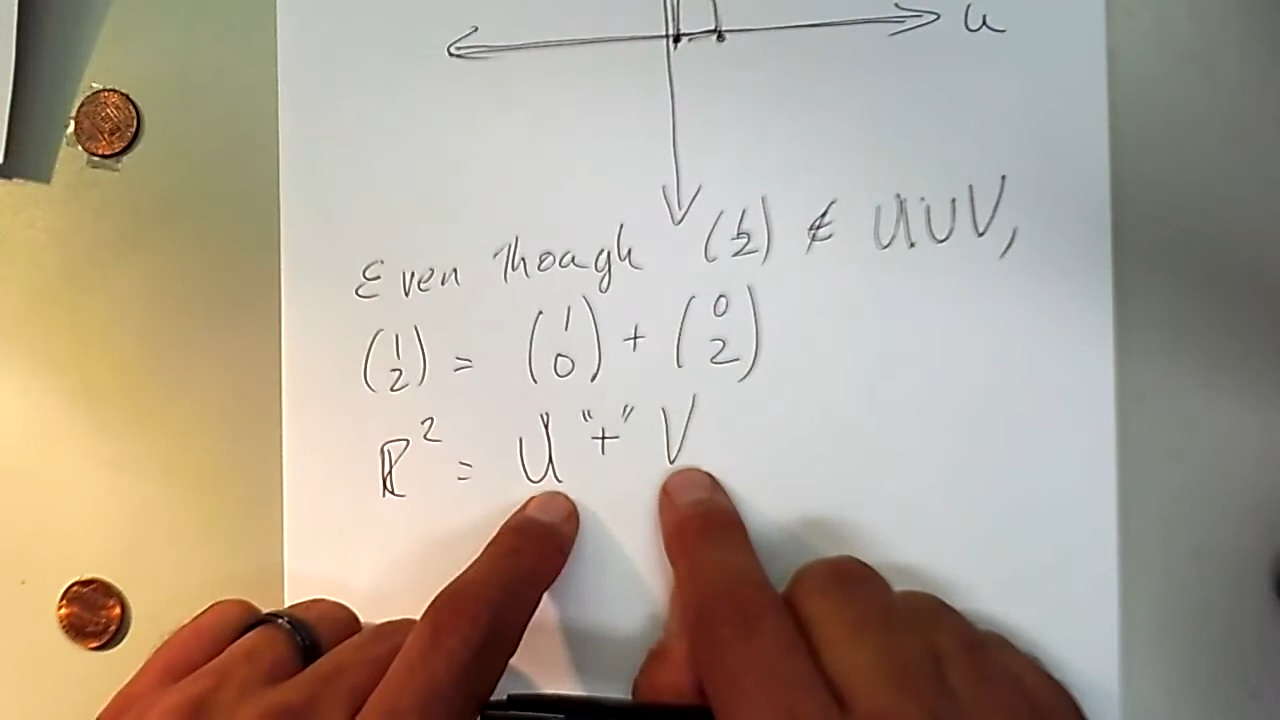 u
Even though (1 2) ∉ U∪V,
(1 2) = (1 0) + (0 2)
ℝ² = U "+" V